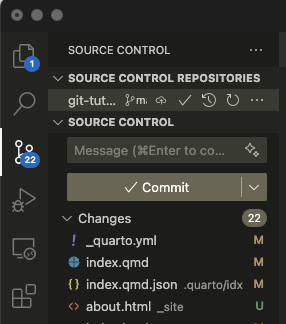 SOURCE CONTROL
1
SOURCE CONTROL REPOSITORIES
git-tut... ma
SOURCE CONTROL
Message (⌘Enter to co...
22
Commit
Changes 22
! _quarto.yml M
index.qmd M
index.qmd.json .quarto/idx M
<> about.html _site U